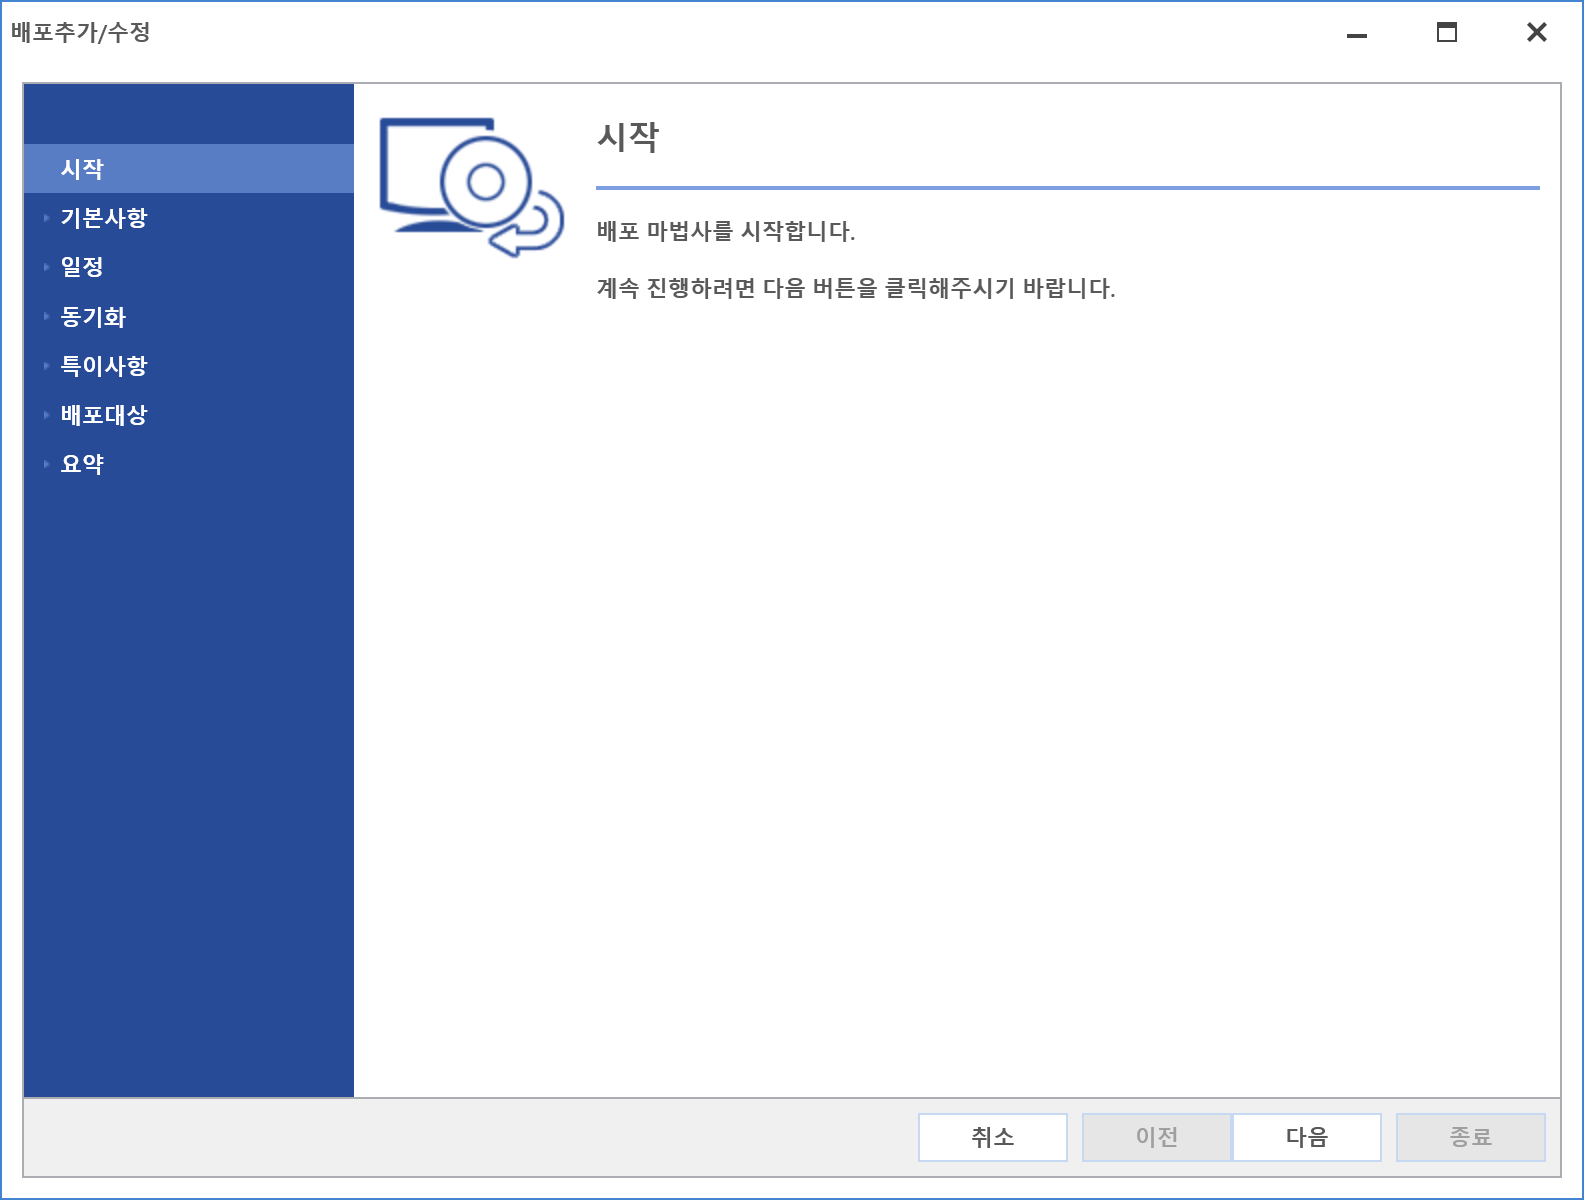 배포추가/수정
시작
기본사항
일정
동기화
특이사항
배포대상
요약
시작
배포 마법사를 시작합니다.
계속 진행하려면 다음 버튼을 클릭해주시기 바랍니다.
취소
이전
다음
종료